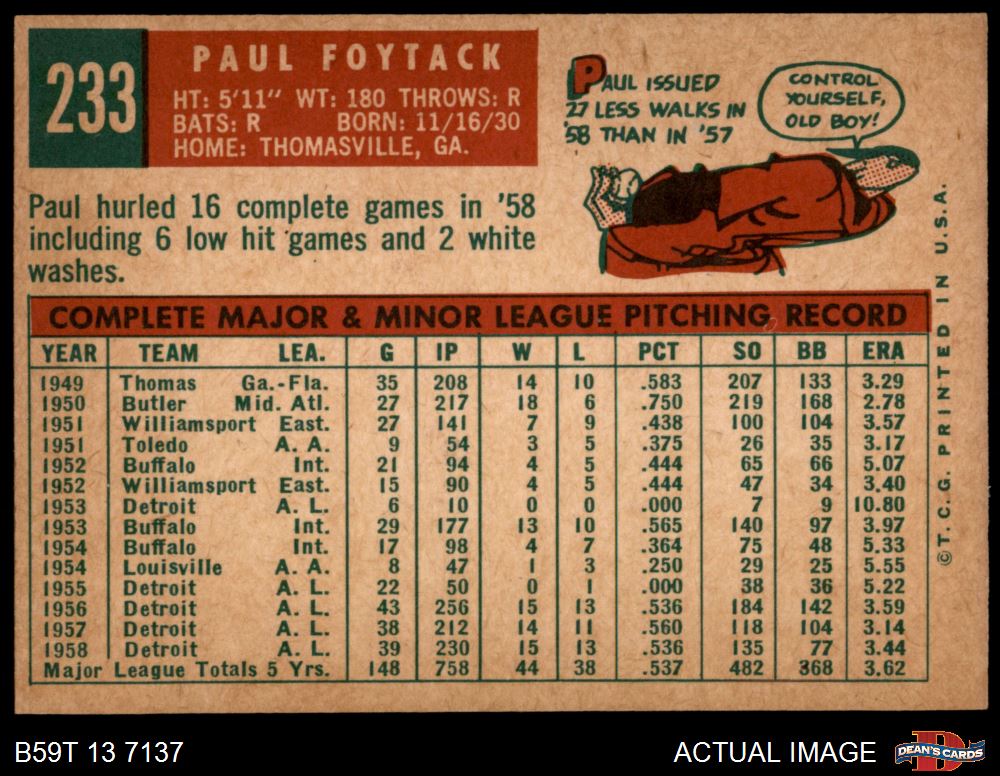 233
PAUL FOYTACK
HT: 5'11" WT: 180 THROWS: R
BATS: R BORN: 11/16/30
HOME: THOMASVILLE, GA.
Paul hurled 16 complete games in '58
including 6 low hit games and 2 white
washes.
PAUL ISSUED
27 LESS WALKS IN
'58 THAN IN '57
CONTROL
YOURSELF,
OLD BOY!
COMPLETE MAJOR & MINOR LEAGUE PITCHING RECORD
YEAR TEAM LEA. G IP W L PCT SO BB ERA
1949 Thomas Ga.-Fla. 35 208 14 10 .583 207 133 3.29
1950 Butler Mid. Atl. 27 217 18 6 .750 219 168 2.78
1951 Williamsport East. 27 141 7 9 .438 100 104 3.57
1951 Toledo A. A. 9 54 3 5 .375 26 35 3.17
1952 Buffalo Int. 21 94 4 5 .444 65 66 5.07
1952 Williamsport East. 15 90 4 5 .444 47 34 3.40
1953 Detroit A. L. 6 10 0 0 .000 7 9 10.80
1953 Buffalo Int. 29 177 13 10 .565 140 97 3.97
1954 Buffalo Int. 17 98 4 7 .364 75 48 5.33
1954 Louisville A. A. 8 47 1 3 .250 29 25 5.55
1955 Detroit A. L. 22 50 0 1 .000 38 36 5.22
1956 Detroit A. L. 43 256 15 13 .536 184 142 3.59
1957 Detroit A. L. 38 212 14 11 .560 118 104 3.14
1958 Detroit A. L. 39 230 15 13 .536 135 77 3.44
Major League Totals 5 Yrs. 148 758 44 38 .537 482 368 3.62
©T. C. G. PRINTED IN U.S.A.
B59T 13 7137
ACTUAL IMAGE
D
DEAN'S CARDS